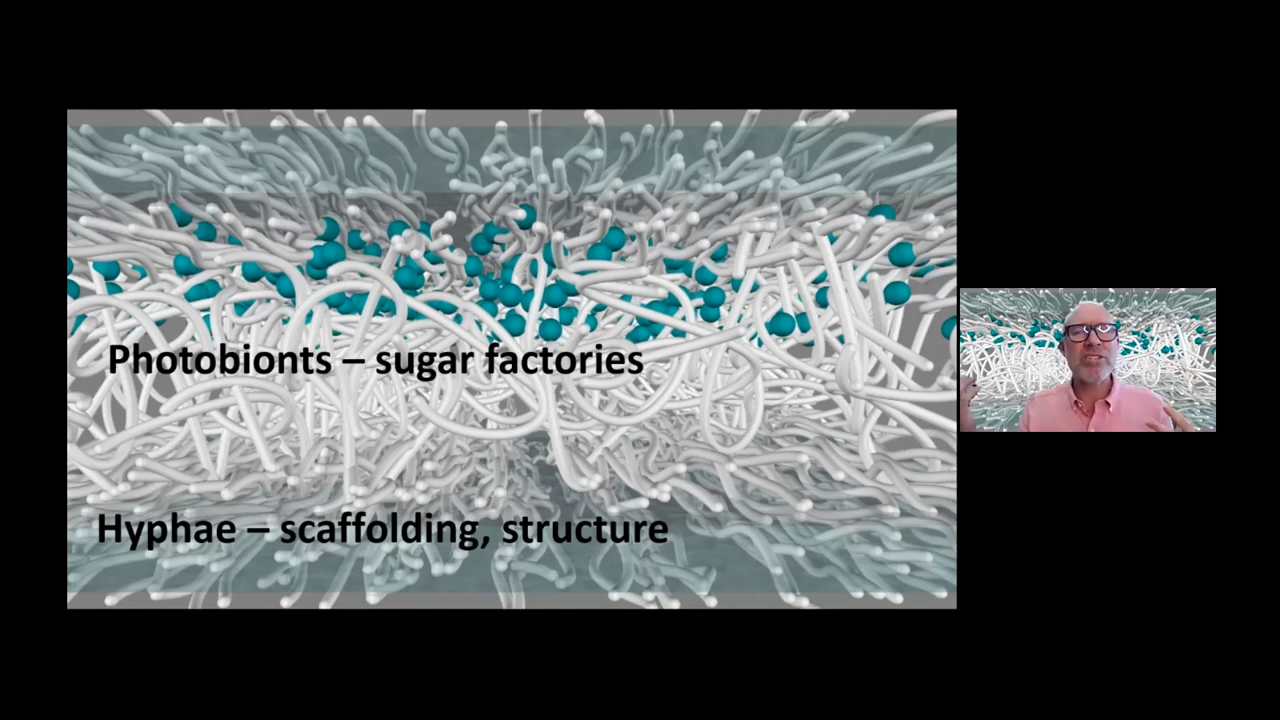 Photobionts – sugar factories
Hyphae – scaffolding, structure